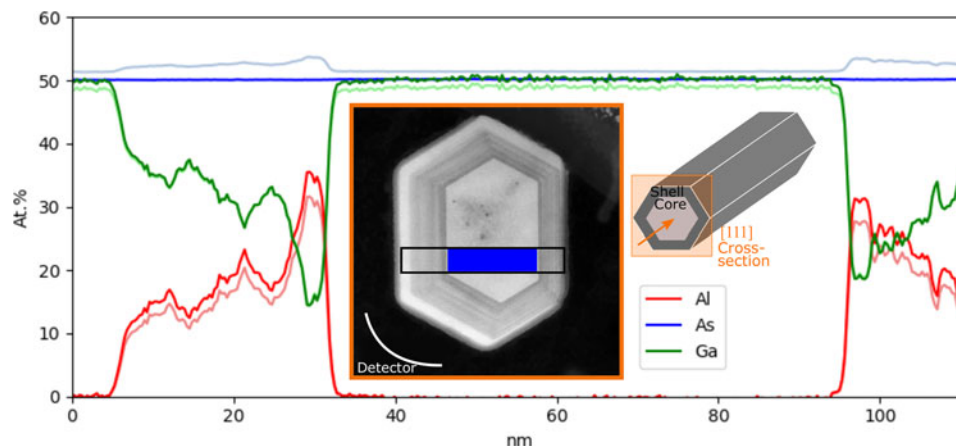 60
50
40
30
20
10
0
At.%
0
20
40
60
80
100
nm
Detector
Shell
Core
[111]
Cross-
section
Al
As
Ga